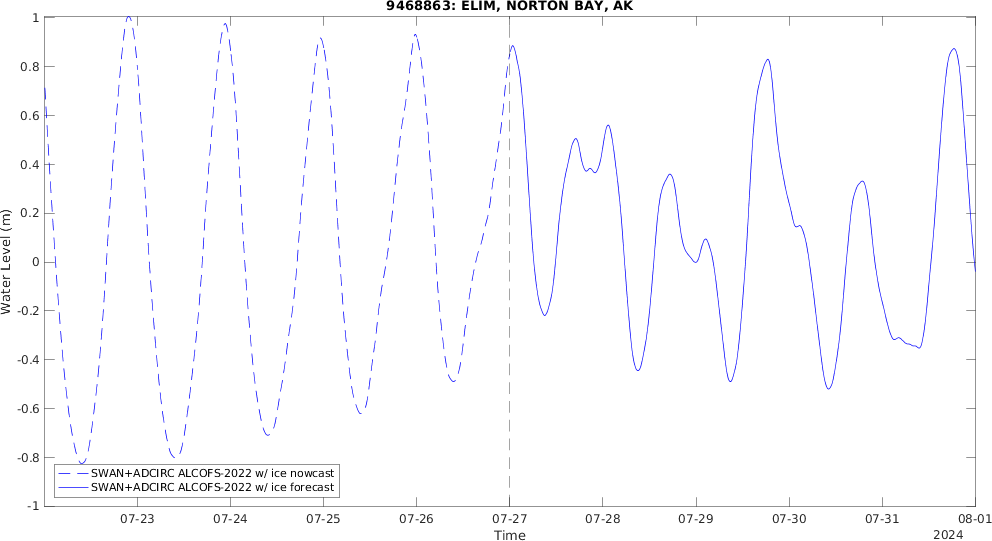 9468863: ELIM, NORTON BAY, AK
1
0.8
0.6
0.4
0.2
0
-0.2
-0.4
-0.6
-0.8
-1
Water Level (m)
SWAN+ADCIRC ALCOFS-2022 w/ ice nowcast
SWAN+ADCIRC ALCOFS-2022 w/ ice forecast
07-23 07-24 07-25 07-26 07-27 07-28 07-29 07-30 07-31 08-01
Time
2024